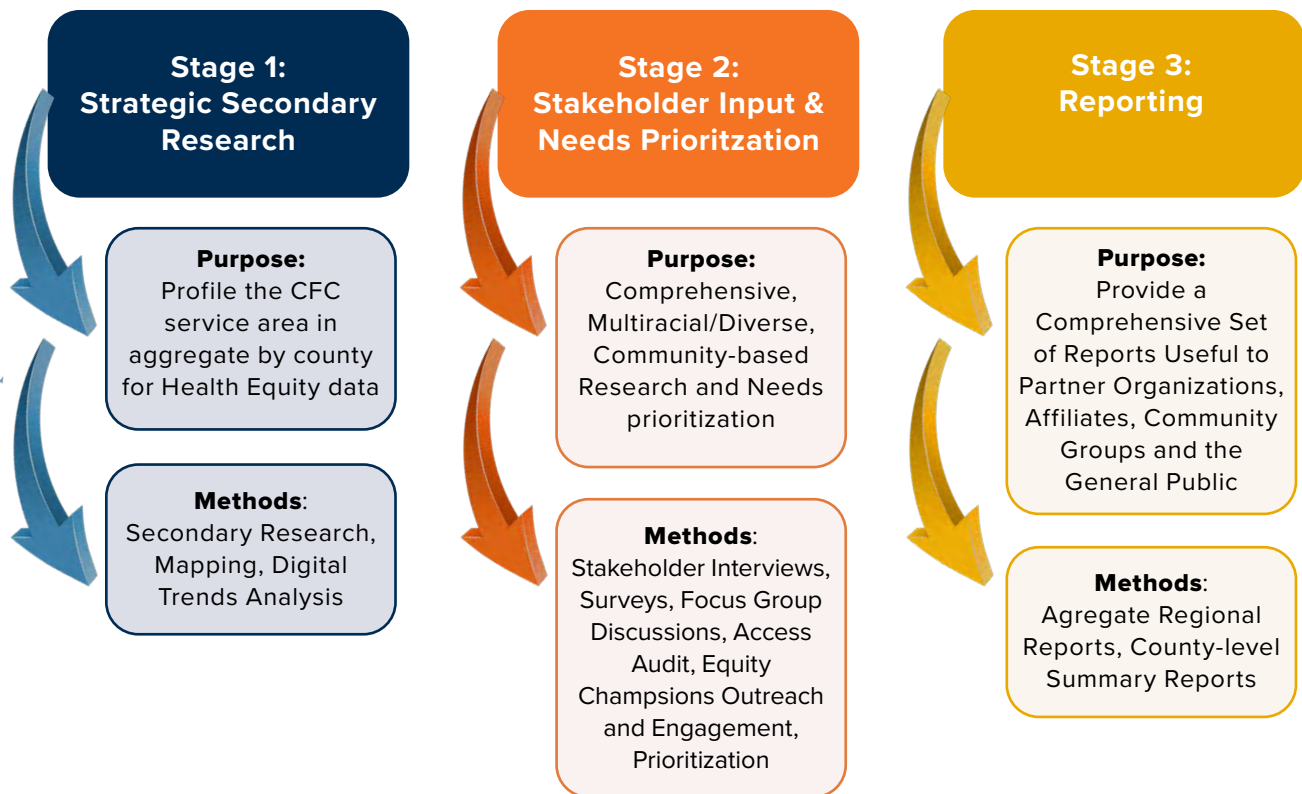 Stage 1:
Strategic Secondary
Research
Purpose:
Profile the CFC
service area in
aggregate by county
for Health Equity data
Methods:
Secondary Research,
Mapping, Digital
Trends Analysis
Stage 2:
Stakeholder Input &
Needs Prioritzation
Purpose:
Comprehensive,
Multiracial/Diverse,
Community-based
Research and Needs
prioritization
Methods:
Stakeholder Interviews,
Surveys, Focus Group
Discussions, Access
Audit, Equity
Champsions Outreach
and Engagement,
Prioritization
Stage 3:
Reporting
Purpose:
Provide a
Comprehensive Set
of Reports Useful to
Partner Organizations,
Affiliates, Community
Groups and the
General Public
Methods:
Agregate Regional
Reports, County-level
Summary Reports